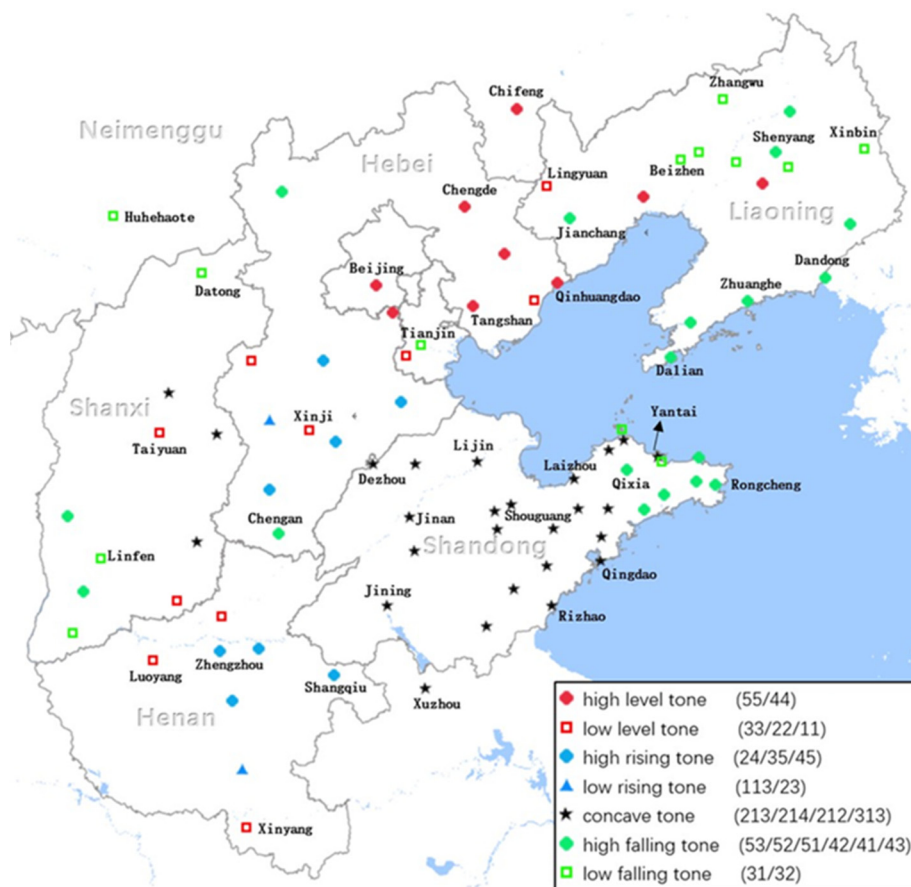 Chifeng
Zhangwu
Neimenggu
Shenyang
Xinbin
Hebei
Beizhen
Lingyuan
Chengde
Liaoning
Huhehaote
Jianchang
Beijing
Dandong
Datong
Qinhuangdao
Zhuanghe
Tangshan
Tianjin
Dalian
Shanxi
Yantai
Xinji
Taiyuan
Lijin
Laizhou
Dezhou
Qixia
Rongcheng
Jinan
Shouguang
Chengan
Shandong
Linfen
Qingdao
Jining
Rizhao
Zhengzhou
Luoyang
Shangqiu
Xuzhou
Henan
Xinyang
high level tone (55/44)
low level tone (33/22/11)
high rising tone (24/35/45)
low rising tone (113/23)
concave tone (213/214/212/313)
high falling tone (53/52/51/42/41/43)
low falling tone (31/32)